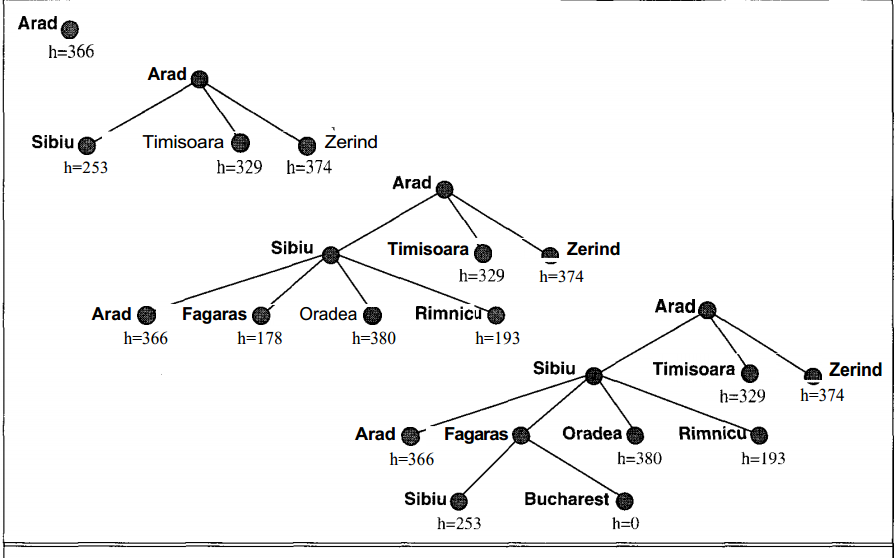 Arad
h=366
Arad
Sibiu Timisoara Zerind
h=253 h=329 h=374
Arad
Sibiu Timisoara Zerind
h=329 h=374
Arad Fagaras Oradea Rimnicu
h=366 h=178 h=380 h=193
Arad
Sibiu Timisoara Zerind
h=329 h=374
Arad Fagaras Oradea Rimnicu
h=366 h=380 h=193
Sibiu Bucharest
h=253 h=0